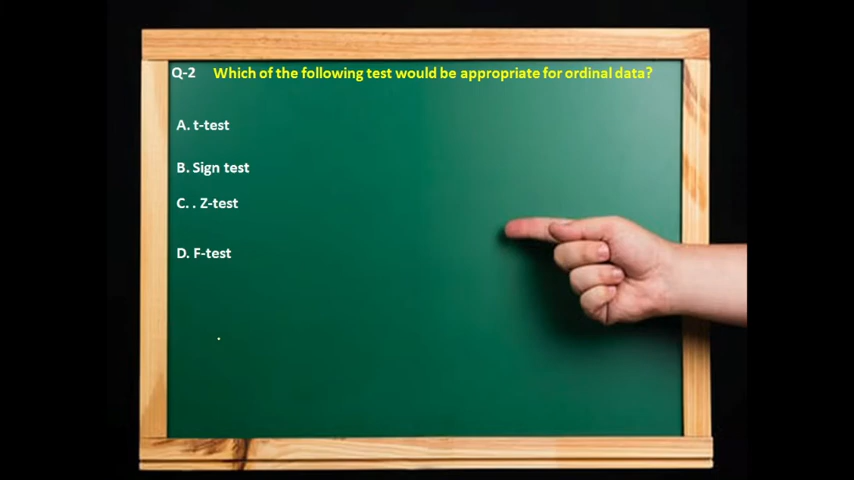 Q-2 Which of the following test would be appropriate for ordinal data?
A. t-test
B. Sign test
C. . Z-test
D. F-test